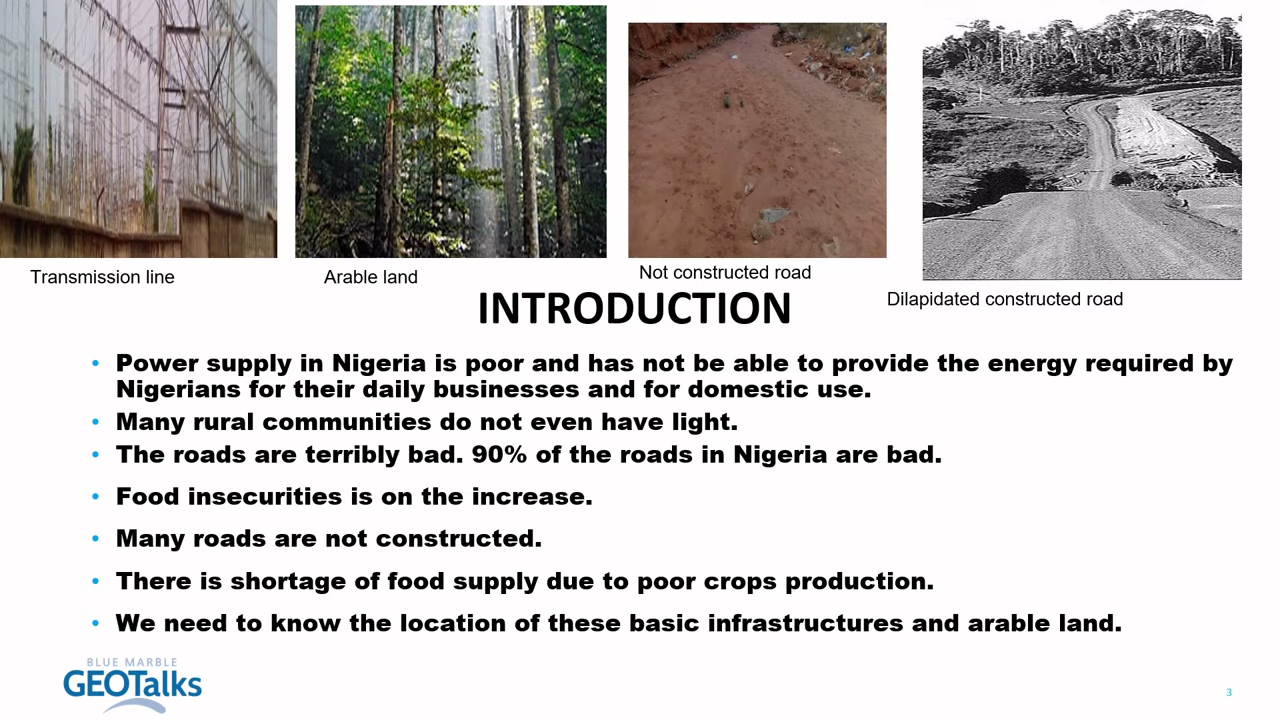 Transmission line
Arable land
Not constructed road
Dilapidated constructed road
INTRODUCTION
• Power supply in Nigeria is poor and has not be able to provide the energy required by
Nigerians for their daily businesses and for domestic use.
• Many rural communities do not even have light.
• The roads are terribly bad. 90% of the roads in Nigeria are bad.
• Food insecurities is on the increase.
• Many roads are not constructed.
• There is shortage of food supply due to poor crops production.
• We need to know the location of these basic infrastructures and arable land.
BLUE MARBLE
GEOTalks
3